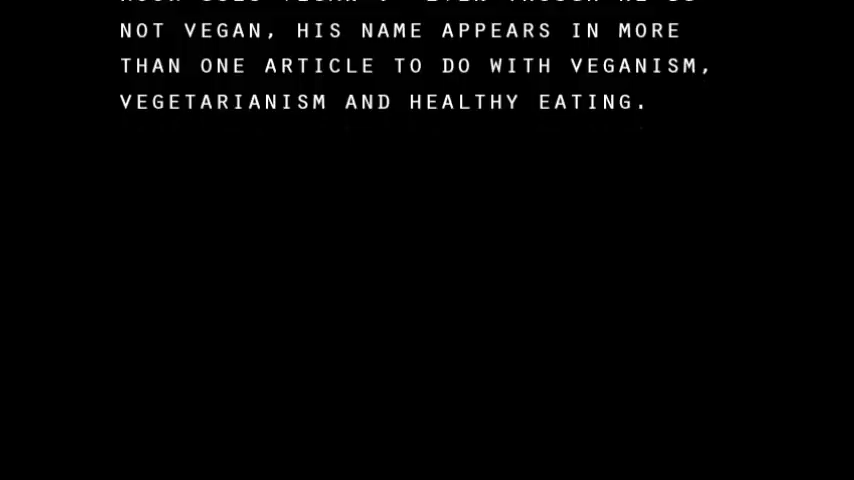 NOT VEGAN, HIS NAME APPEARS IN MORE
THAN ONE ARTICLE TO DO WITH VEGANISM,
VEGETARIANISM AND HEALTHY EATING.